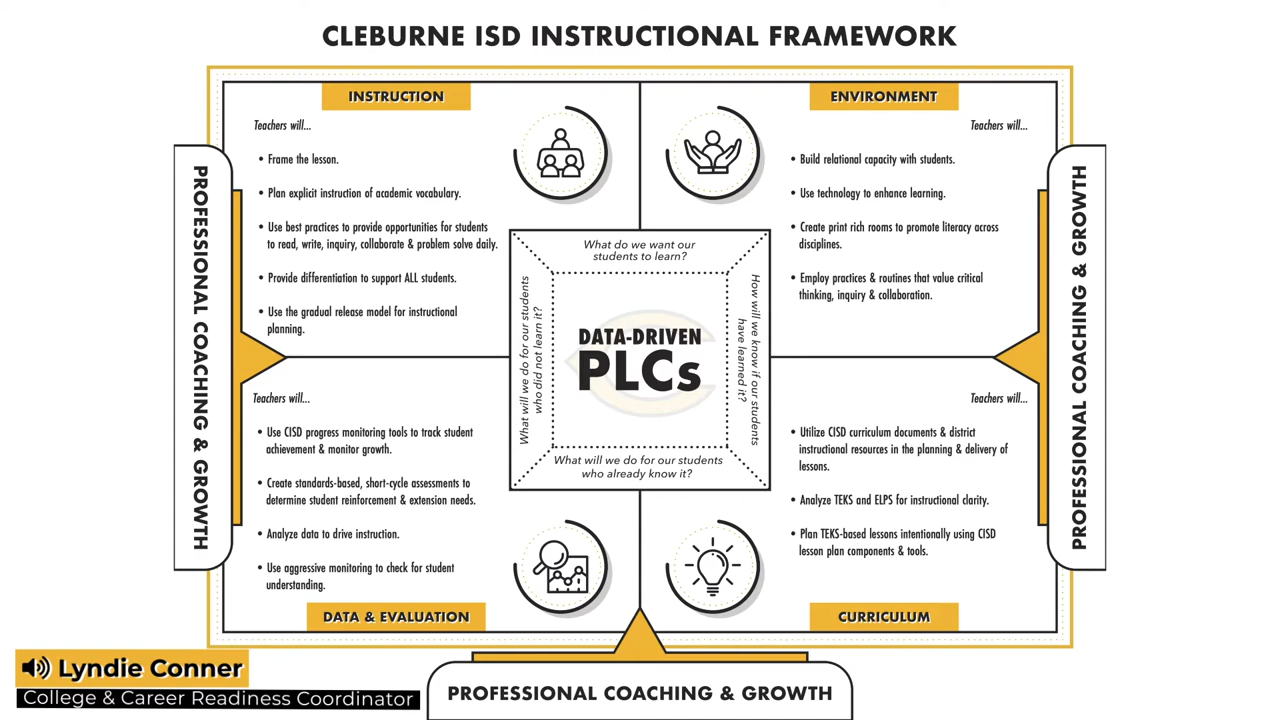 CLEBURNE ISD INSTRUCTIONAL FRAMEWORK
INSTRUCTION
Teachers will...
• Frame the lesson.
• Plan explicit instruction of academic vocabulary.
• Use best practices to provide opportunities for students
to read, write, inquiry, collaborate & problem solve daily.
• Provide differentiation to support ALL students.
• Use the gradual release model for instructional
planning.
ENVIRONMENT
Teachers will...
• Build relational capacity with students.
• Use technology to enhance learning.
• Create print rich rooms to promote literacy across
disciplines.
• Employ practices & routines that value critical
thinking, inquiry & collaboration.
PROFESSIONAL COACHING & GROWTH
What do we want our
students to learn?
What will we do for our students
who did not learn it?
DATA-DRIVEN
PLCs
How will we know if our students
have learned it?
What will we do for our students
who already know it?
PROFESSIONAL COACHING & GROWTH
Teachers will...
• Use CISD progress monitoring tools to track student
achievement & monitor growth.
• Create standards-based, short-cycle assessments to
determine student reinforcement & extension needs.
• Analyze data to drive instruction.
• Use aggressive monitoring to check for student
understanding.
DATA & EVALUATION
Teachers will...
• Utilize CISD curriculum documents & district
instructional resources in the planning & delivery of
lessons.
• Analyze TEKS and ELPS for instructional clarity.
• Plan TEKS-based lessons intentionally using CISD
lesson plan components & tools.
CURRICULUM
Lyndie Conner
College & Career Readiness Coordinator
PROFESSIONAL COACHING & GROWTH